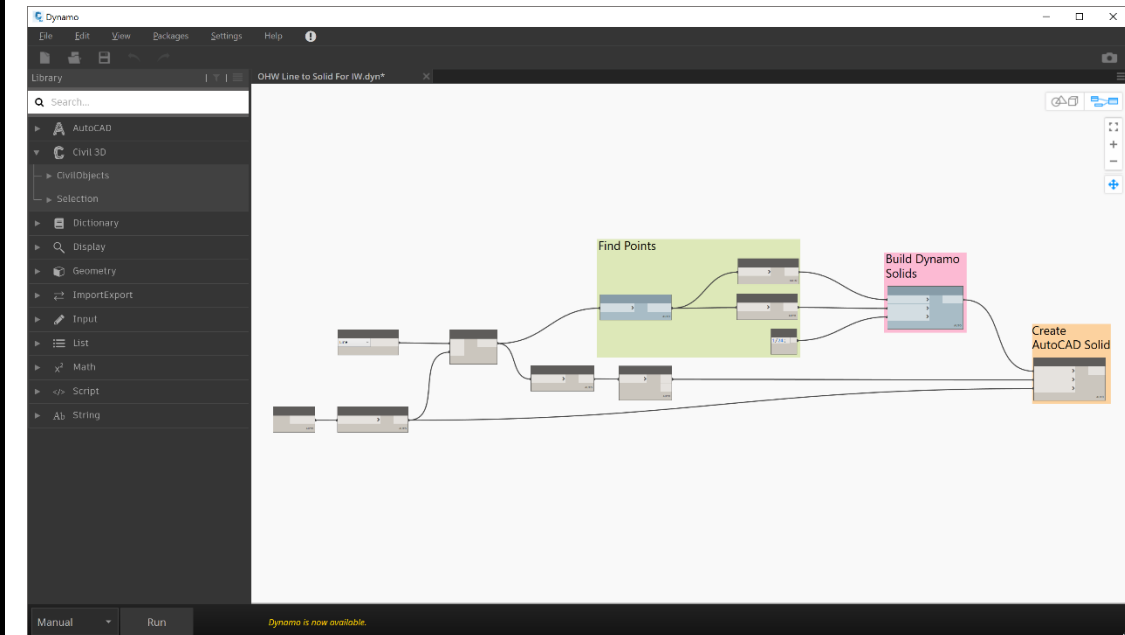 Dynamo
File Edit View Packages Settings Help
Library
OHW Line to Solid For IW.dyn*
Search...
AutoCAD
Civil 3D
CivilObjects
Selection
Dictionary
Display
Geometry
ImportExport
Input
List
Math
Script
String
Find Points
Build Dynamo
Solids
Create
AutoCAD Solid
Manual
Run
Dynamo is now available.